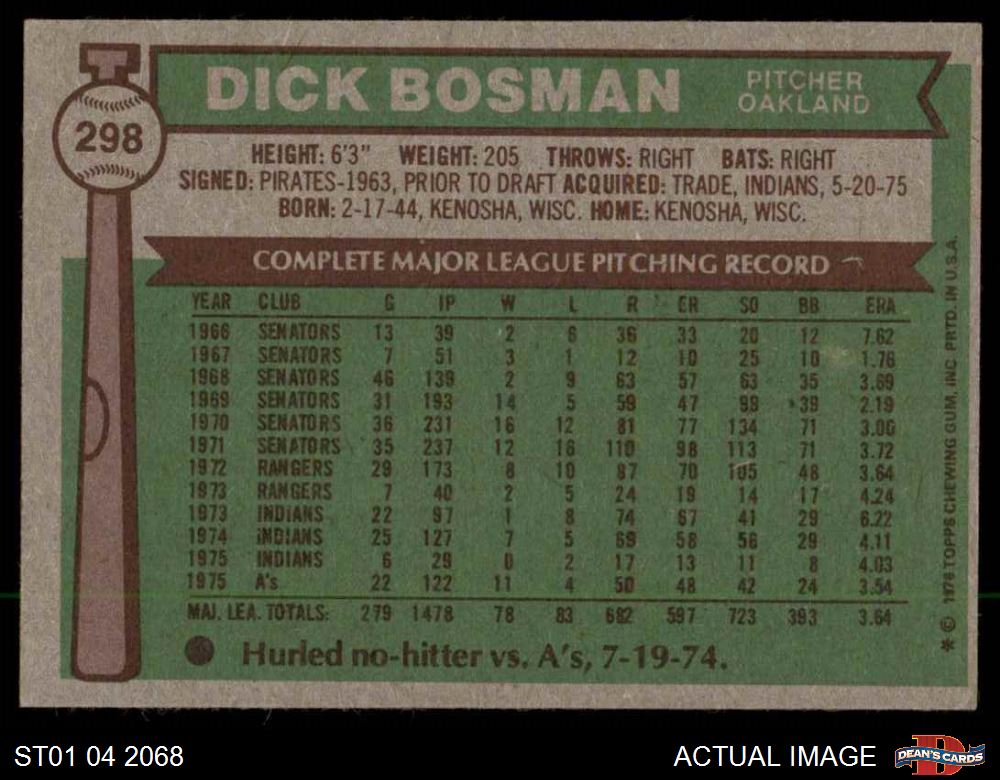 T
298
DICK BOSMAN
PITCHER
OAKLAND
HEIGHT: 6'3" WEIGHT: 205 THROWS: RIGHT BATS: RIGHT
SIGNED: PIRATES-1963, PRIOR TO DRAFT ACQUIRED: TRADE, INDIANS, 5-20-75
BORN: 2-17-44, KENOSHA, WISC. HOME: KENOSHA, WISC.
COMPLETE MAJOR LEAGUE PITCHING RECORD
YEAR CLUB G IP W L R ER SO BB ERA
1966 SENATORS 13 39 2 6 36 33 20 12 7.62
1967 SENATORS 7 51 3 1 12 10 25 10 1.76
1968 SENATORS 46 139 2 9 63 57 63 35 3.69
1969 SENATORS 31 193 14 5 59 47 99 39 2.19
1970 SENATORS 36 231 16 12 81 77 134 71 3.00
1971 SENATORS 35 237 12 16 110 98 113 71 3.72
1972 RANGERS 29 173 8 10 87 70 105 48 3.64
1973 RANGERS 7 40 2 5 24 19 14 17 4.24
1973 INDIANS 22 97 1 8 74 67 41 29 6.22
1974 INDIANS 25 127 7 5 69 58 56 29 4.11
1975 INDIANS 6 29 0 2 17 13 11 8 4.03
1975 A's 22 122 11 4 50 48 42 24 3.54
MAJ. LEA. TOTALS: 279 1478 78 83 682 597 723 393 3.64
Hurled no-hitter vs. A's, 7-19-74.
* © 1976 TOPPS CHEWING GUM, INC. PRTD. IN U.S.A.
ST01 04 2068
ACTUAL IMAGE
D
DEAN'S CARDS